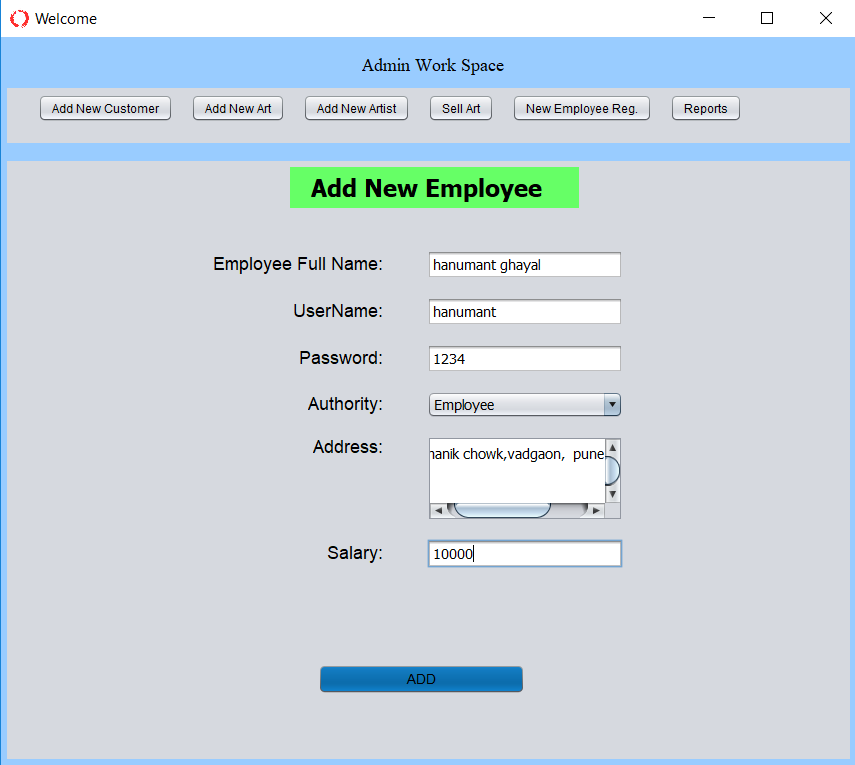 Welcome
Admin Work Space
Add New Customer Add New Art Add New Artist Sell Art New Employee Reg. Reports
Add New Employee
Employee Full Name: hanumant ghayal
UserName: hanumant
Password: 1234
Authority: Employee
Address: chowk,vadgaon, pune
Salary: 10000
ADD